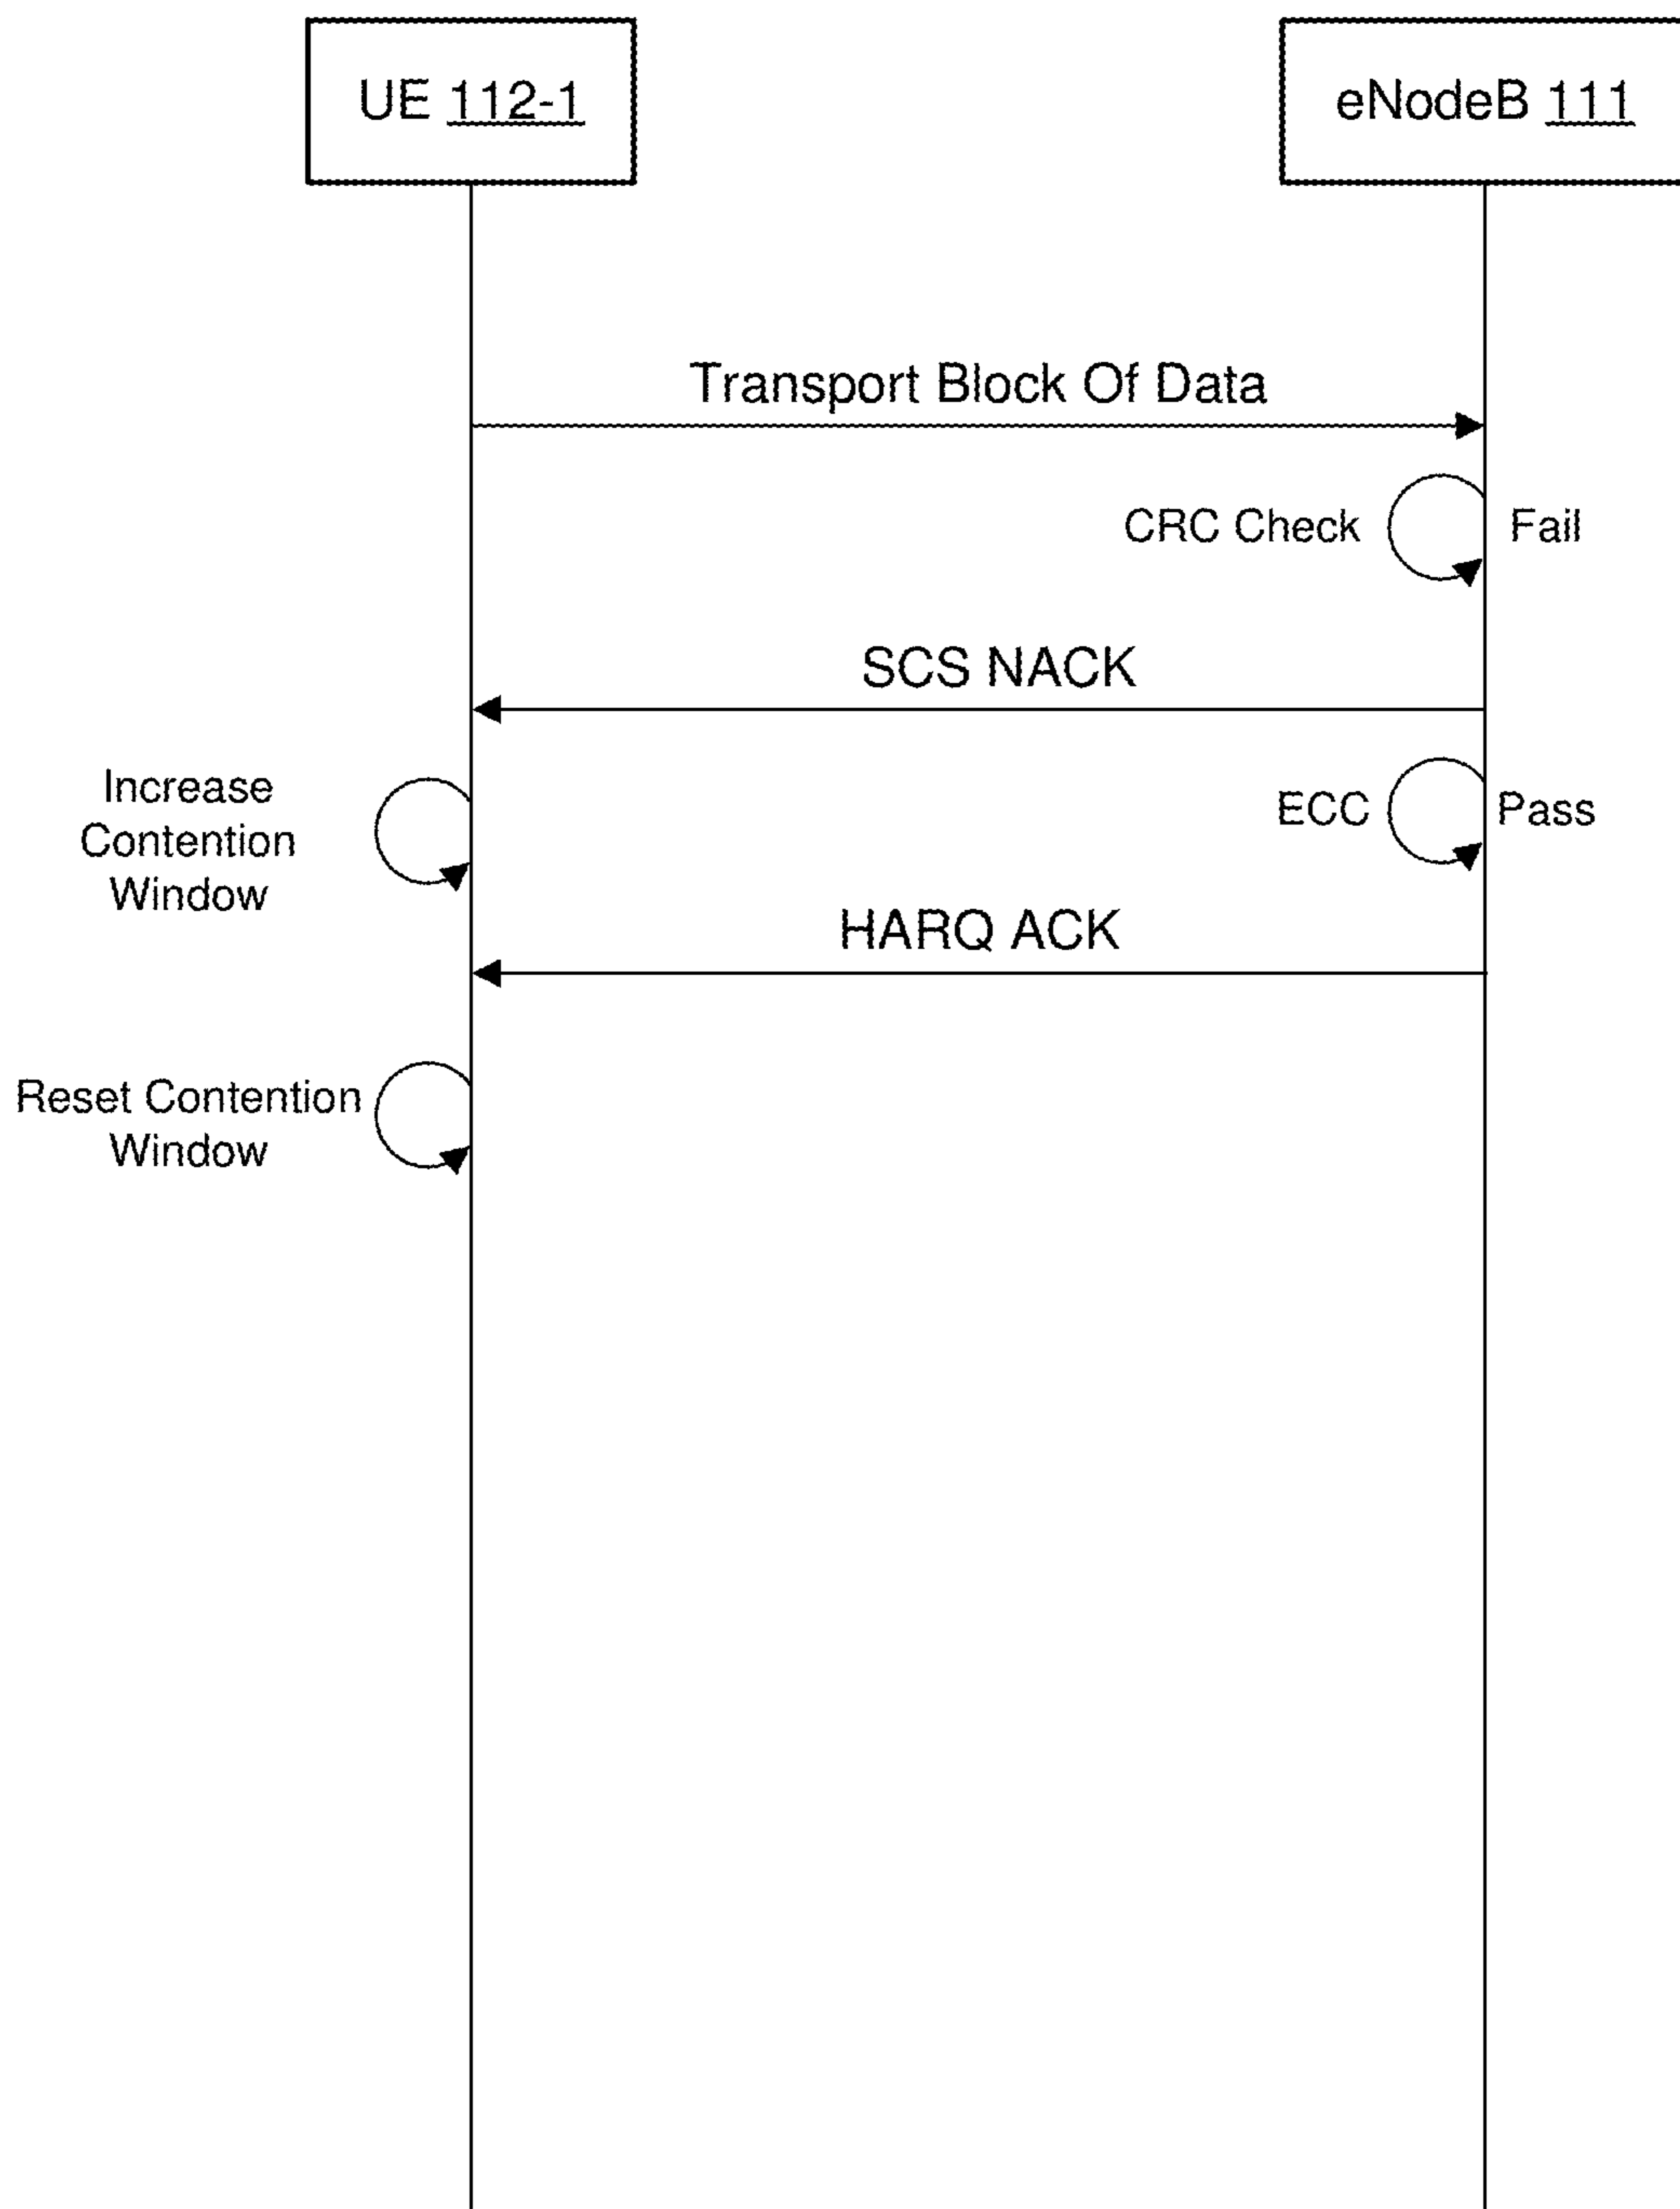 UE 112-1
eNodeB 111
Transport Block Of Data
CRC Check
Fail
SCS NACK
Increase
Contention
Window
ECC
Pass
HARQ ACK
Reset Contention
Window